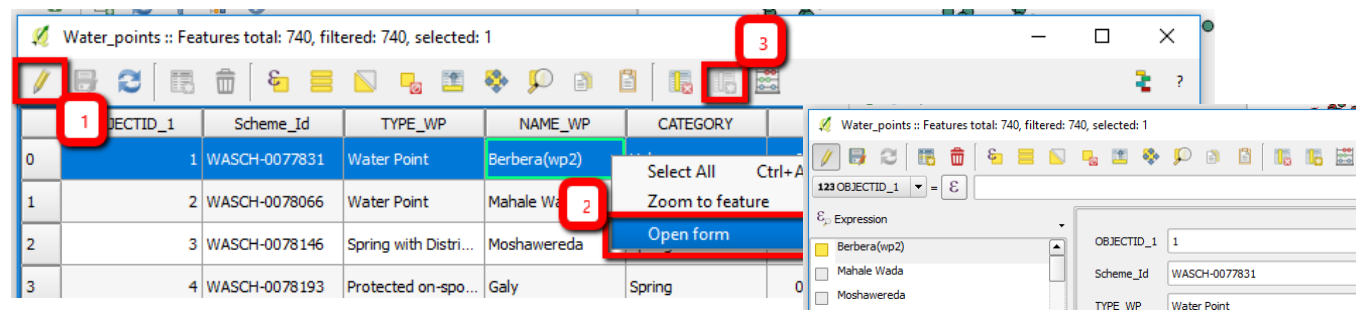 Water_points :: Features total: 740, filtered: 740, selected: 1
3
?
1
JECTID_1 Scheme_Id TYPE_WP NAME_WP CATEGORY
0 1 WASCH-0077831 Water Point Berbera(wp2)
1 2 WASCH-0078066 Water Point Mahale Wa
2 3 WASCH-0078146 Spring with Distri... Moshawereda
3 4 WASCH-0078193 Protected on-spo... Galy Spring 0
Select All Ctrl+A
Zoom to feature
2
Open form
Water_points :: Features total: 740, filtered: 740, selected: 1
123 OBJECTID_1 = ε
Expression
Berbera(wp2)
Mahale Wada
Moshawereda
OBJECTID_1 1
Scheme_Id WASCH-0077831
TYPE_WP Water Point